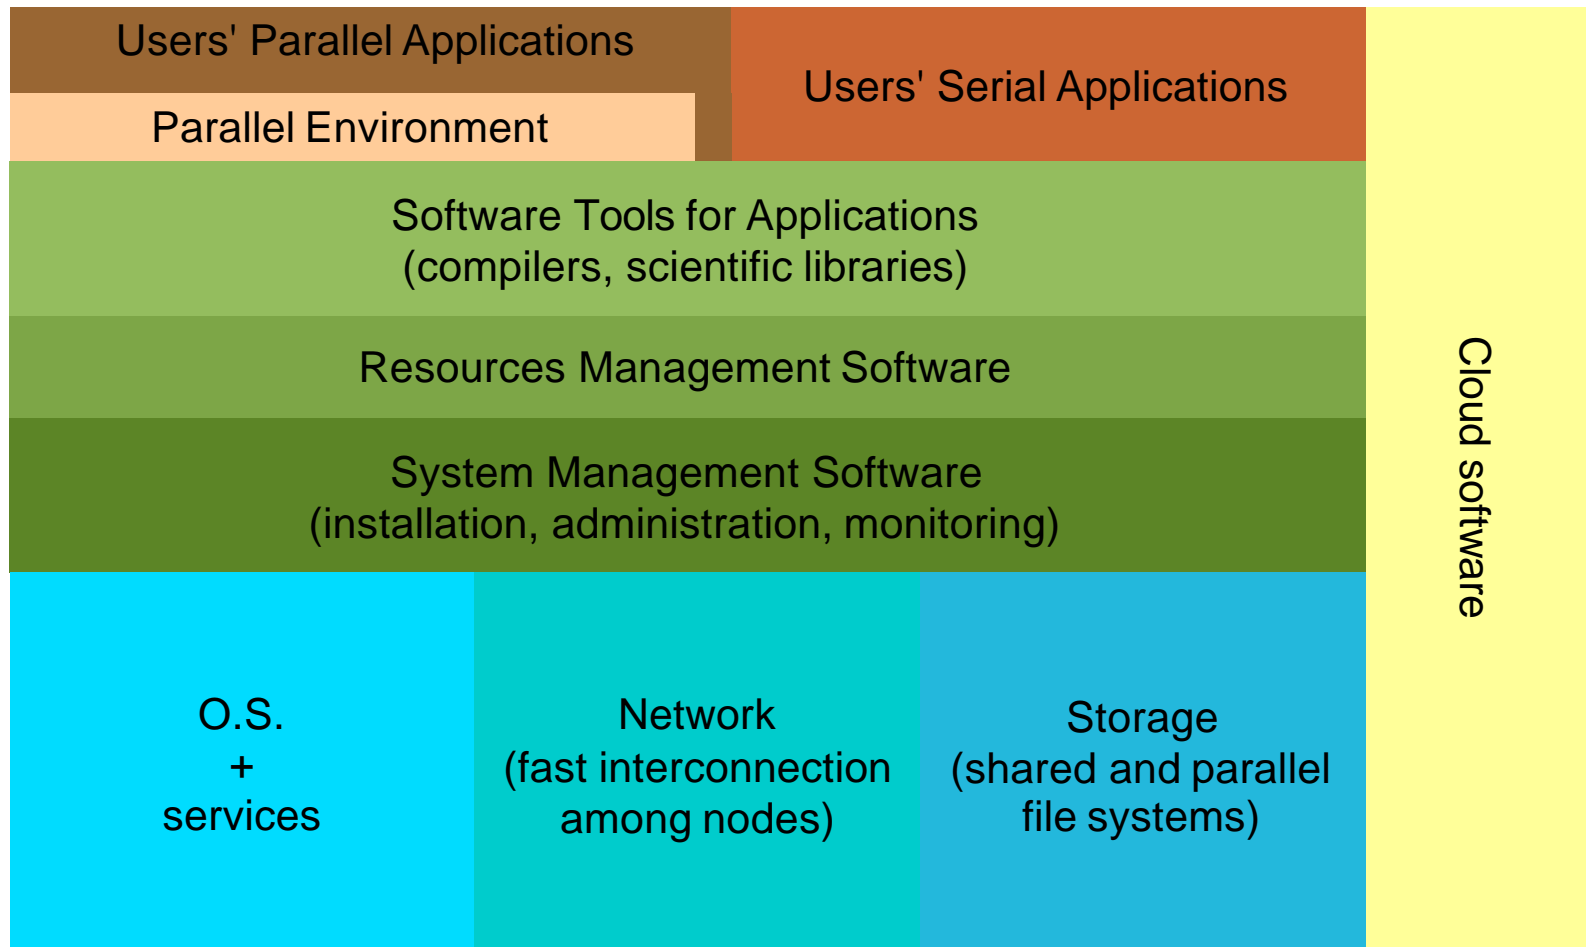 Users' Parallel Applications
Parallel Environment
Users' Serial Applications
Software Tools for Applications
(compilers, scientific libraries)
Resources Management Software
System Management Software
(installation, administration, monitoring)
O.S.
+
services
Network
(fast interconnection
among nodes)
Storage
(shared and parallel
file systems)
Cloud software